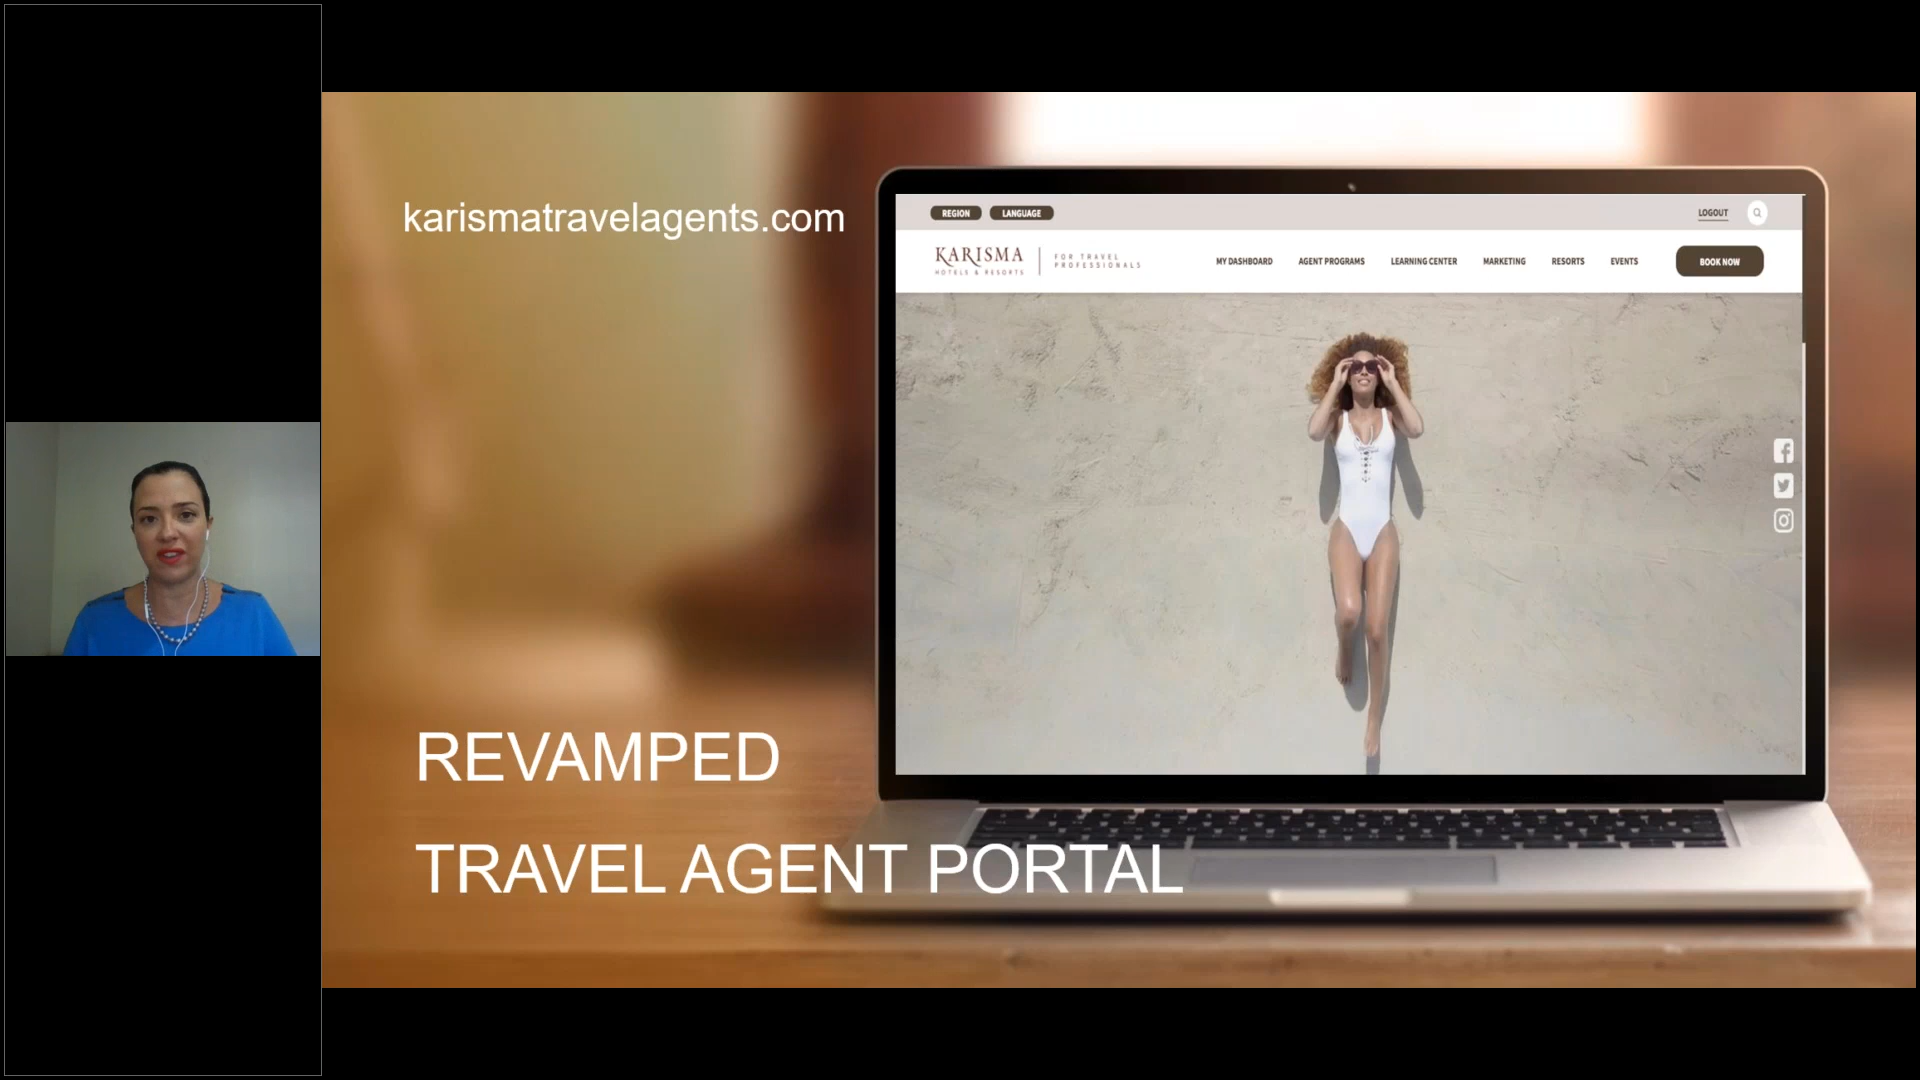 karismatravelagents.com
REGION LANGUAGE LOGOUT
KARISMA
HOTELS & RESORTS
FOR TRAVEL
PROFESSIONALS
MY DASHBOARD AGENT PROGRAMS LEARNING CENTER MARKETING RESORTS EVENTS BOOK NOW
REVAMPED
TRAVEL AGENT PORTAL